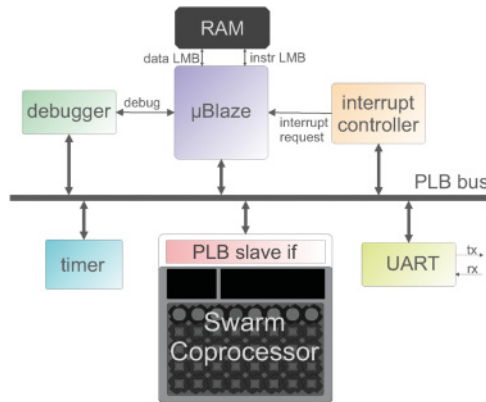 RAM
data LMB
instr LMB
debugger
debug
μBlaze
interrupt
request
interrupt
controller
PLB bus
timer
PLB slave if
Swarm
Coprocessor
UART
tx
rx